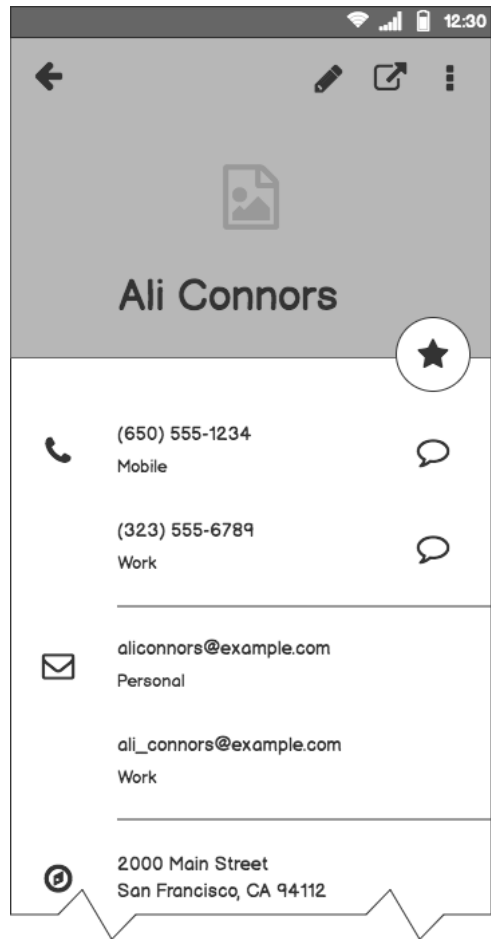 12:30
Ali Connors
(650) 555-1234
Mobile
(323) 555-6789
Work
aliconnors@example.com
Personal
ali_connors@example.com
Work
2000 Main Street
San Francisco, CA 94112